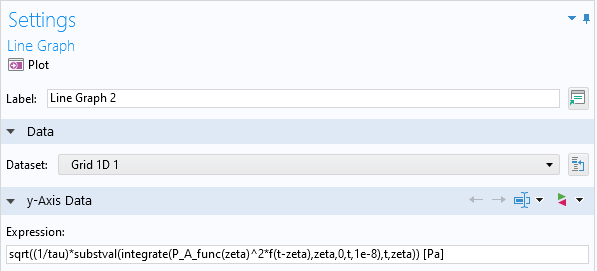 Settings
Line Graph
Plot
Label: Line Graph 2
Data
Dataset: Grid 1D 1
y-Axis Data
Expression:
sqrt((1/tau)*substval(integrate(P_A_func(zeta)^2*f(t-zeta),zeta,0,t,1e-8),t,zeta)) [Pa]